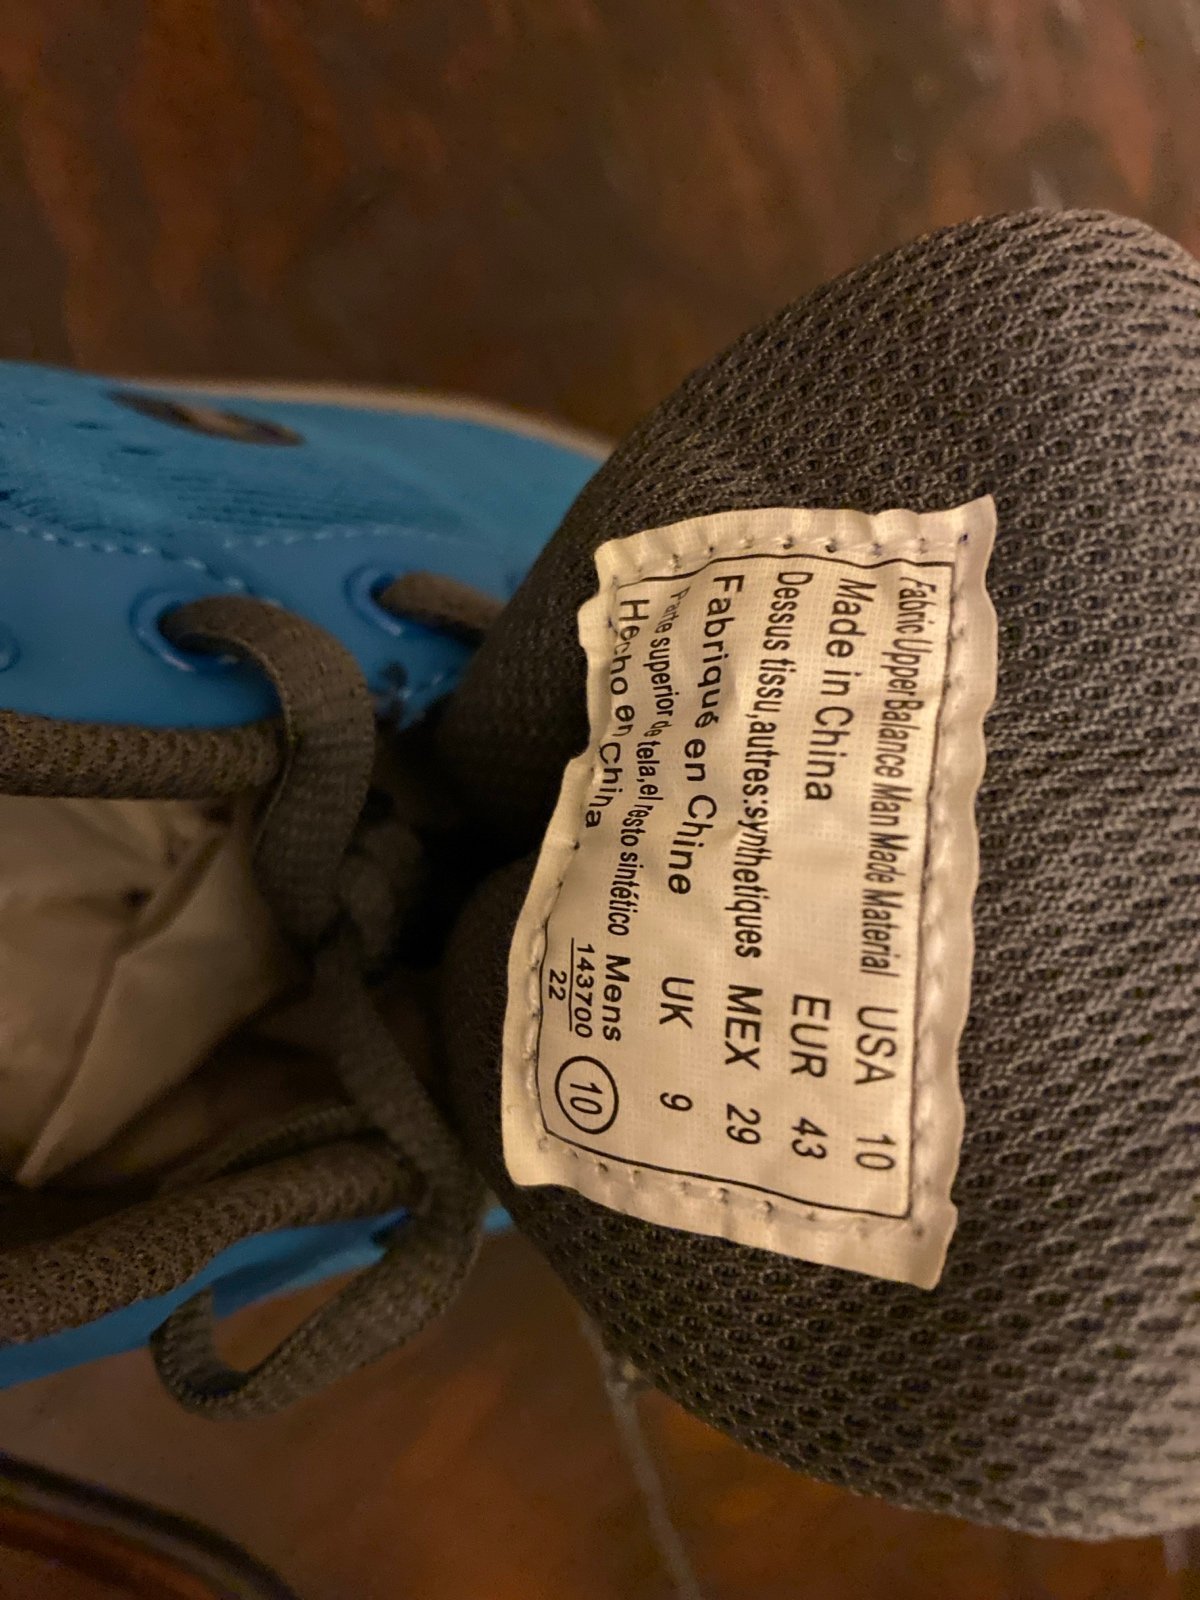 Fabric Upper Balance Man Made Material USA 10
Made in China EUR 43
Dessus tissu,autres:synthetiques MEX 29
Fabriqué en Chine UK 9
Parte superior de tela,el resto sintético Mens
Hecho en China 143700 10
22